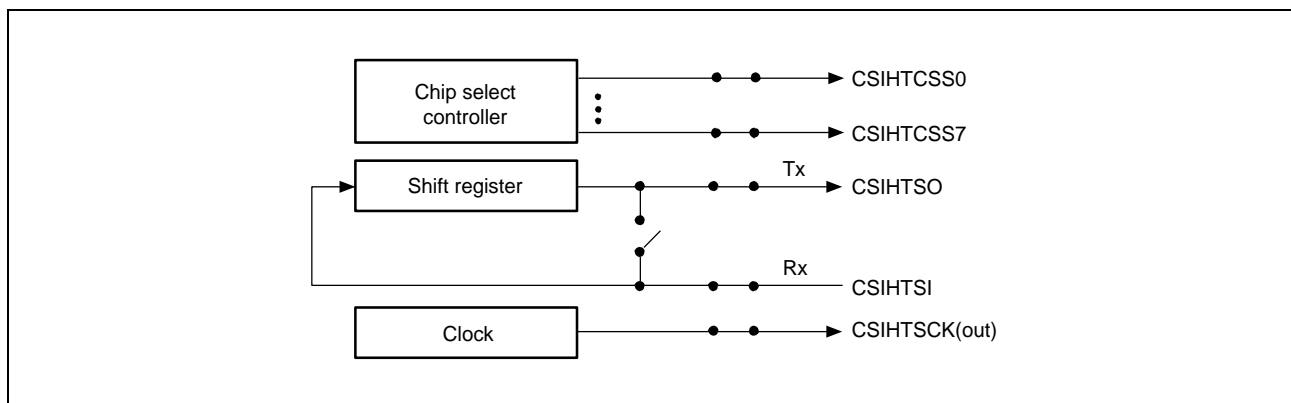 Chip select
controller
CSIHTCSS0
CSIHTCSS7
Shift register
Tx
CSIHTSO
Rx
CSIHTSI
Clock
CSIHTSCK(out)